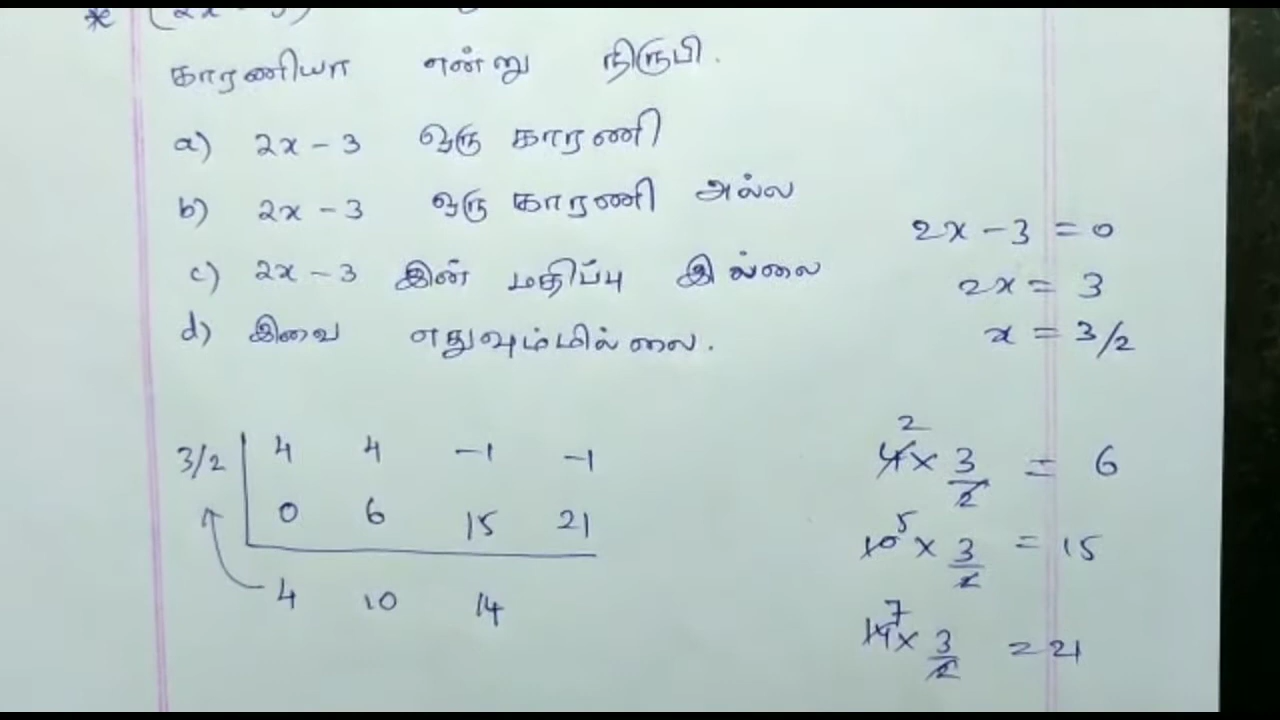 காரணியா என்று நிரூபி.
a) 2x - 3 ஒரு காரணி
b) 2x - 3 ஒரு காரணி அல்ல
c) 2x - 3 இன் மதிப்பு இல்லை
d) இவை எதுவும்மில்லை.
2x - 3 = 0
2x = 3
x = 3/2
3/2 | 4 4 -1 -1
0 6 15 21
4 10 14
2
4 x 3/2 = 6
5
10 x 3/2 = 15
7
14 x 3/2 = 21